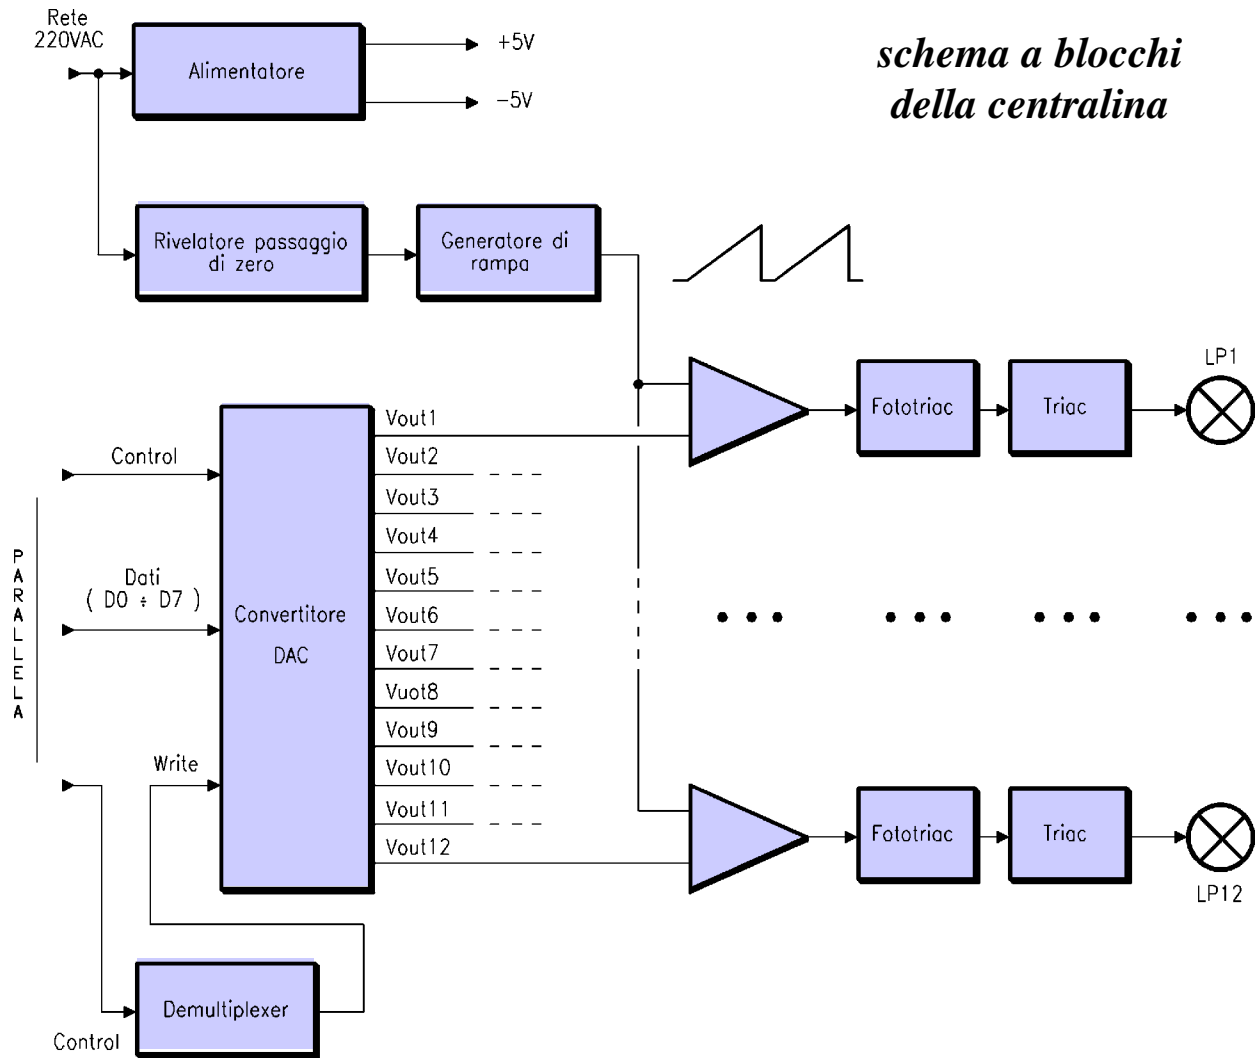 Rete
220VAC
Alimentatore
+5V
-5V
schema a blocchi
della centralina
Rivelatore passaggio
di zero
Generatore di
rampa
LP1
Fototriac
Triac
Vout1
Control
Vout2
Vout3
Vout4
PARALLELA
Dati
( D0 ÷ D7 )
Vout5
Convertitore
DAC
Vout6
Vout7
Vuot8
Vout9
Write
Vout10
Vout11
Vout12
Fototriac
Triac
LP12
Demultiplexer
Control